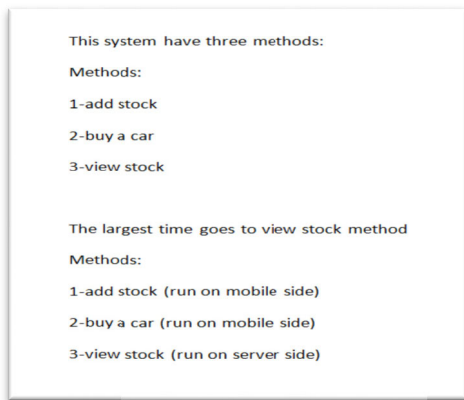 This system have three methods:
Methods:
1-add stock
2-buy a car
3-view stock
The largest time goes to view stock method
Methods:
1-add stock (run on mobile side)
2-buy a car (run on mobile side)
3-view stock (run on server side)